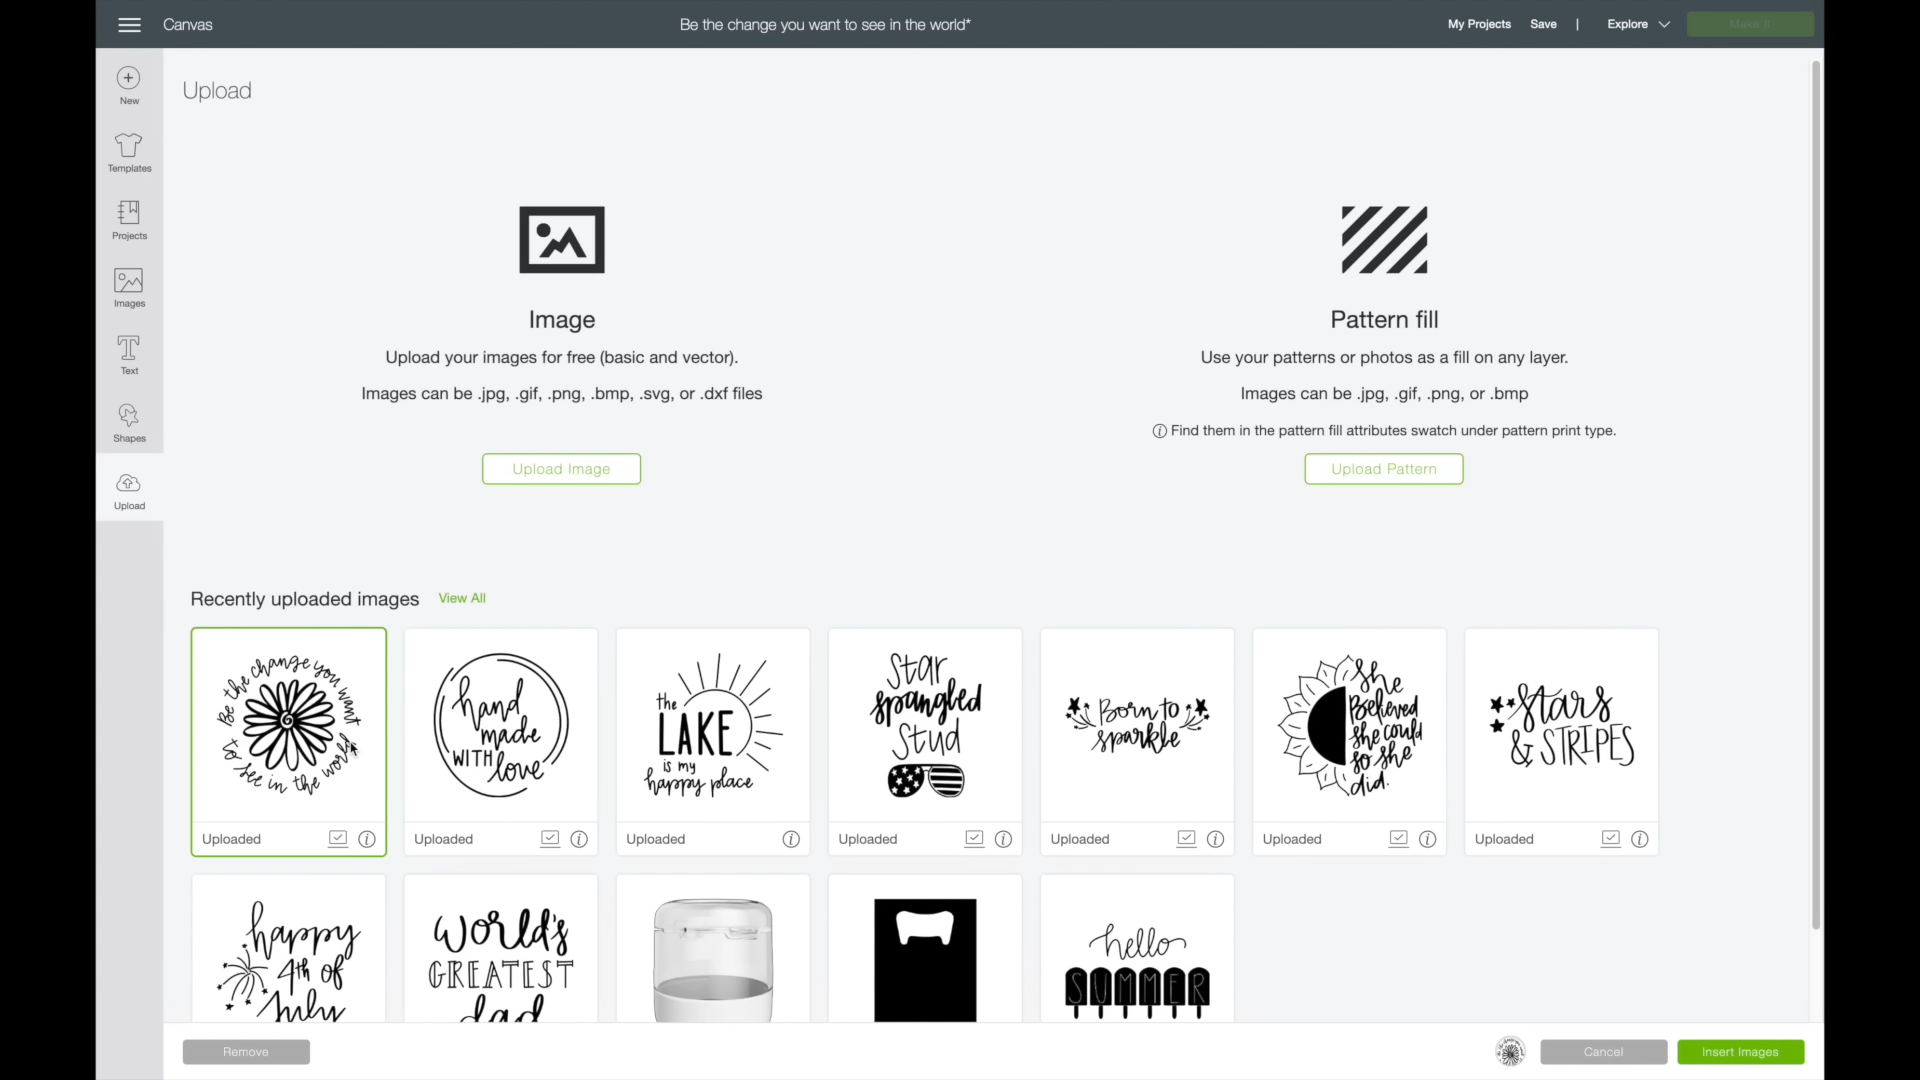 Canvas
Be the change you want to see in the world*
My Projects Save | Explore Make It
New
Templates
Projects
Images
Text
Shapes
Upload
Upload
Image
Upload your images for free (basic and vector).
Images can be .jpg, .gif, .png, .bmp, .svg, or .dxf files
Upload Image
Pattern fill
Use your patterns or photos as a fill on any layer.
Images can be .jpg, .gif, .png, or .bmp
Find them in the pattern fill attributes swatch under pattern print type.
Upload Pattern
Recently uploaded images View All
Be the change you want
to see in the world
Uploaded
hand
made
WITH love
Uploaded
the
LAKE
is my
happy place
Uploaded
Star
spangled
Stud
Uploaded
Born to
sparkle
Uploaded
She
Believed
she could
so she
did.
Uploaded
Stars
& STRIPES
Uploaded
happy
4th of
July
World's
GREATEST
dad
hello
SUMMER
Remove
Cancel
Insert Images